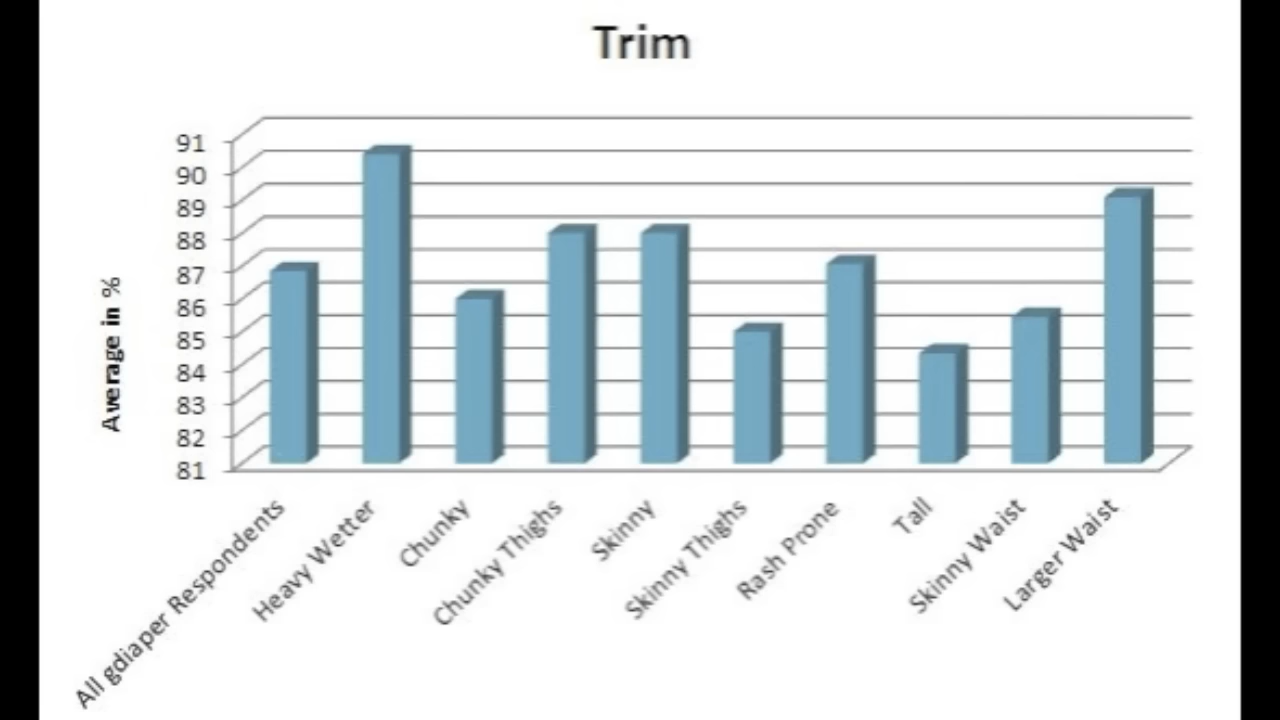 Trim
Average in %
91
90
89
88
87
86
85
84
83
82
81
All gdiaper Respondents
Heavy Wetter
Chunky
Chunky Thighs
Skinny
Skinny Thighs
Rash Prone
Tall
Skinny Waist
Larger Waist